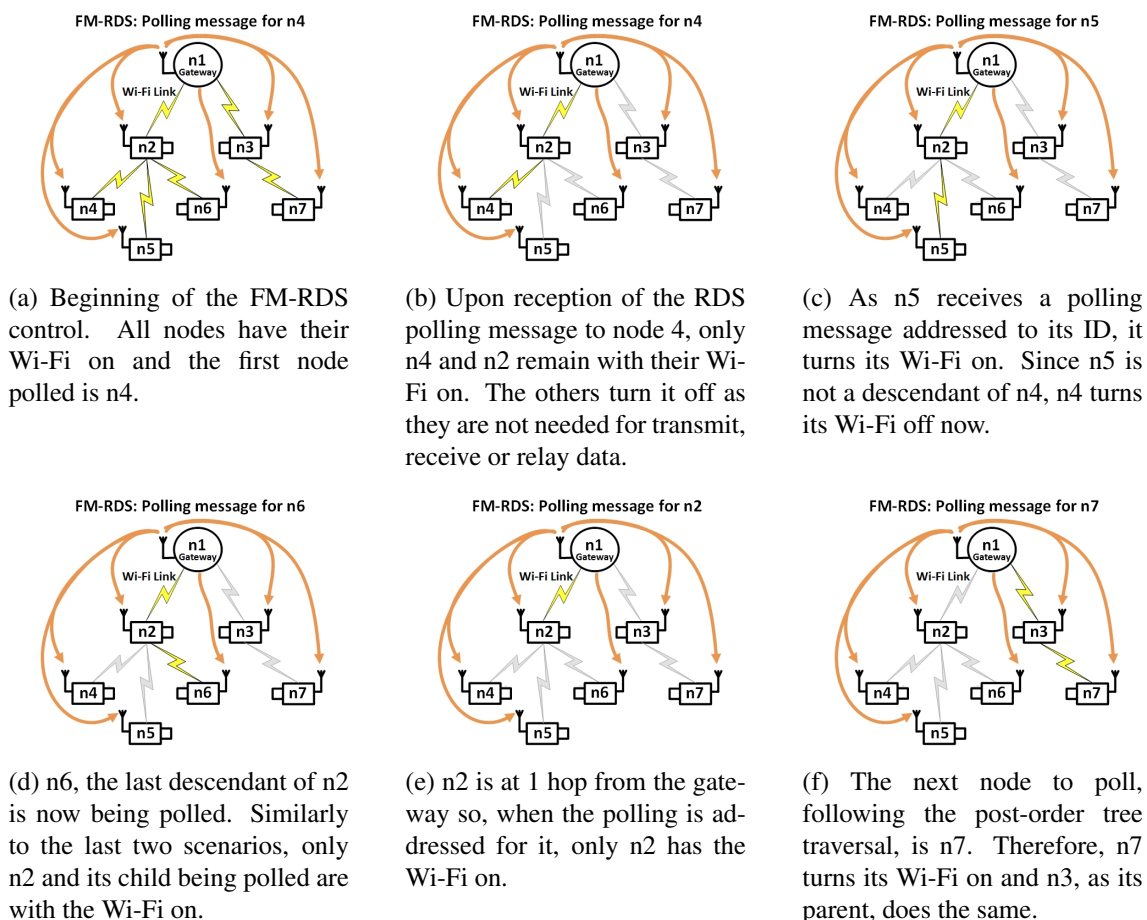 FM-RDS: Polling message for n4
n1
Gateway
Wi-Fi Link
n2
n3
n4
n6
n7
n5
(a) Beginning of the FM-RDS
control. All nodes have their
Wi-Fi on and the first node
polled is n4.
FM-RDS: Polling message for n4
n1
Gateway
Wi-Fi Link
n2
n3
n4
n6
n7
n5
(b) Upon reception of the RDS
polling message to node 4, only
n4 and n2 remain with their Wi-
Fi on. The others turn it off as
they are not needed for transmit,
receive or relay data.
FM-RDS: Polling message for n5
n1
Gateway
Wi-Fi Link
n2
n3
n4
n6
n7
n5
(c) As n5 receives a polling
message addressed to its ID, it
turns its Wi-Fi on. Since n5 is
not a descendant of n4, n4 turns
its Wi-Fi off now.
FM-RDS: Polling message for n6
n1
Gateway
Wi-Fi Link
n2
n3
n4
n6
n7
n5
(d) n6, the last descendant of n2
is now being polled. Similarly
to the last two scenarios, only
n2 and its child being polled are
with the Wi-Fi on.
FM-RDS: Polling message for n2
n1
Gateway
Wi-Fi Link
n2
n3
n4
n6
n7
n5
(e) n2 is at 1 hop from the gate-
way so, when the polling is ad-
dressed for it, only n2 has the
Wi-Fi on.
FM-RDS: Polling message for n7
n1
Gateway
Wi-Fi Link
n2
n3
n4
n6
n7
n5
(f) The next node to poll,
following the post-order tree
traversal, is n7. Therefore, n7
turns its Wi-Fi on and n3, as its
parent, does the same.